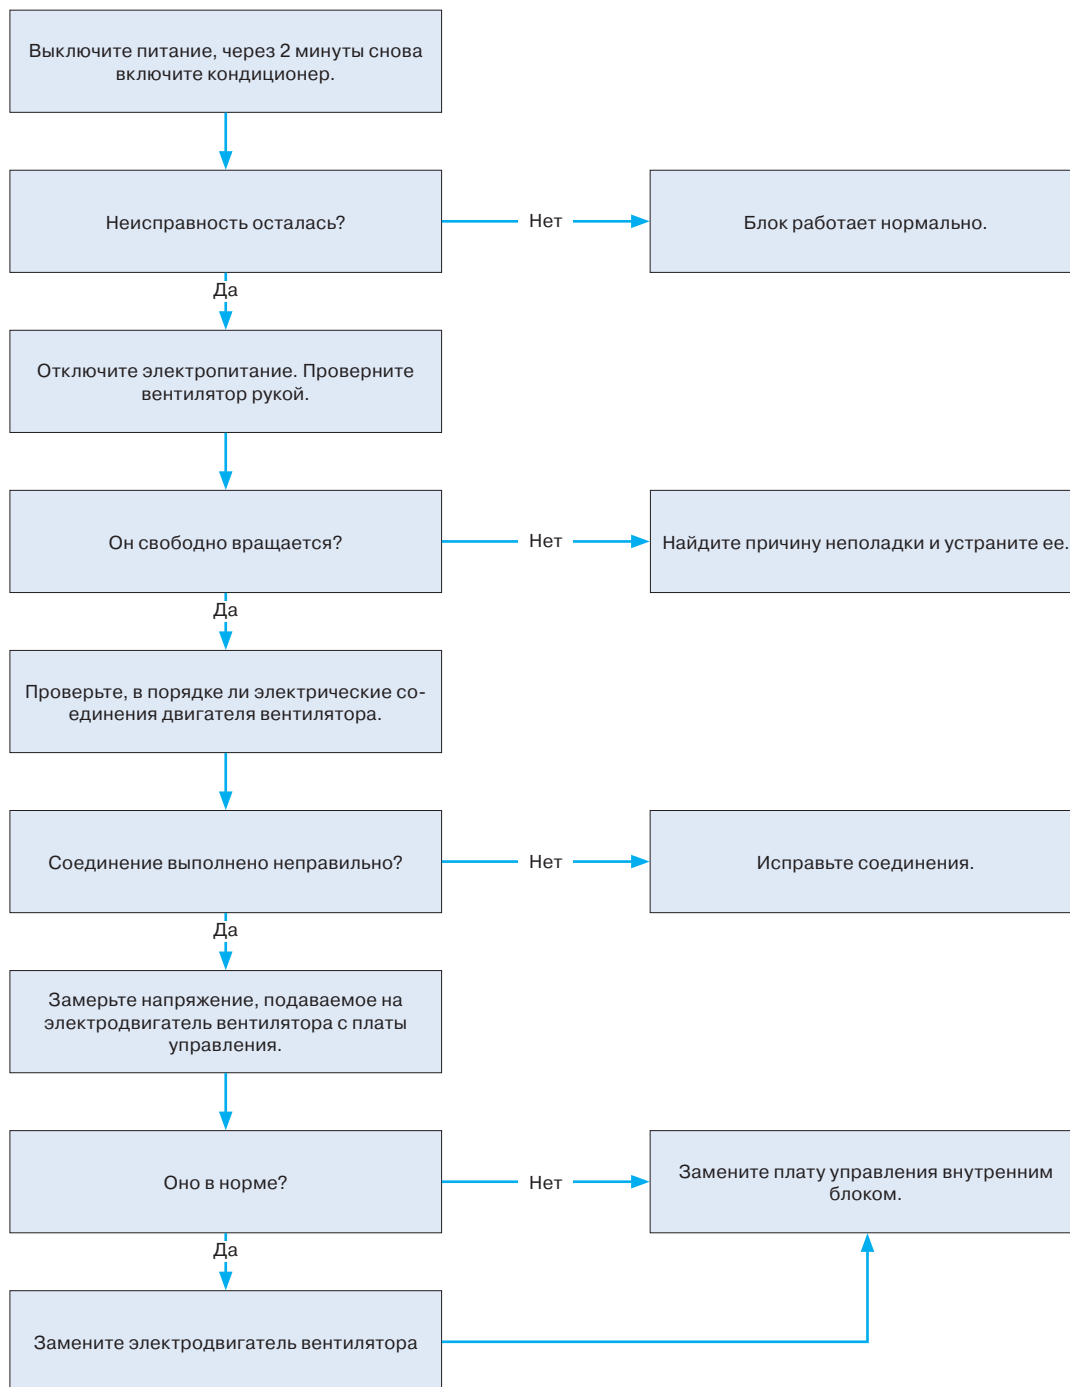 Выключите питание, через 2 минуты снова
включите кондиционер.
Неисправность осталась?
Нет
Блок работает нормально.
Да
Отключите электропитание. Проверните
вентилятор рукой.
Он свободно вращается?
Нет
Найдите причину неполадки и устраните ее.
Да
Проверьте, в порядке ли электрические со-
единения двигателя вентилятора.
Соединение выполнено неправильно?
Нет
Исправьте соединения.
Да
Замерьте напряжение, подаваемое на
электродвигатель вентилятора с платы
управления.
Оно в норме?
Нет
Замените плату управления внутренним
блоком.
Да
Замените электродвигатель вентилятора